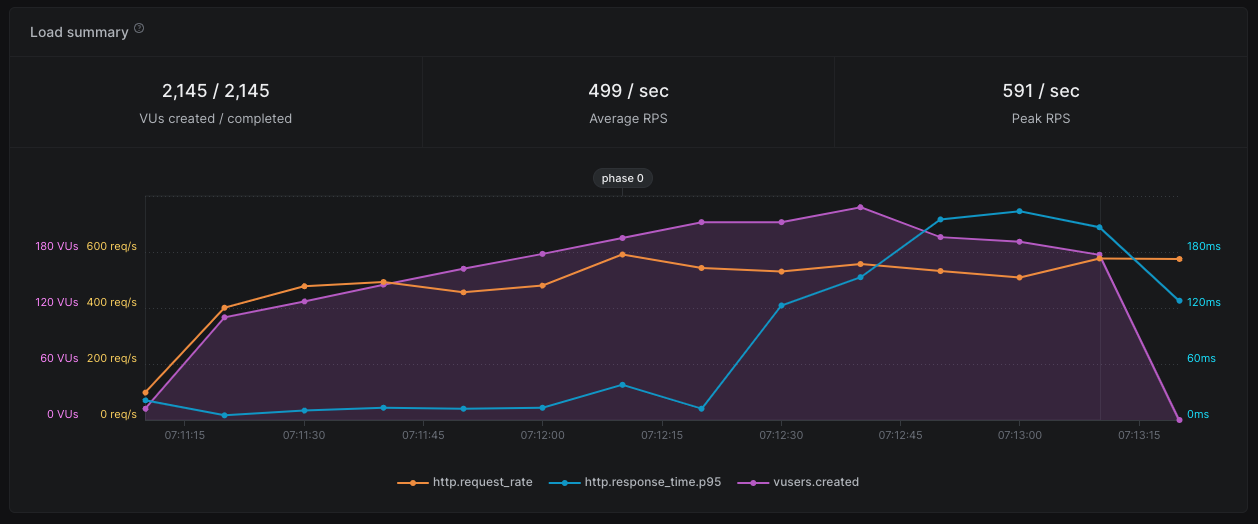 Load summary ?
2,145 / 2,145
VUs created / completed
499 / sec
Average RPS
591 / sec
Peak RPS
phase 0
180 VUs 600 req/s 180ms
120 VUs 400 req/s 120ms
60 VUs 200 req/s 60ms
0 VUs 0 req/s 0ms
07:11:15 07:11:30 07:11:45 07:12:00 07:12:15 07:12:30 07:12:45 07:13:00 07:13:15
http.request_rate http.response_time.p95 vusers.created